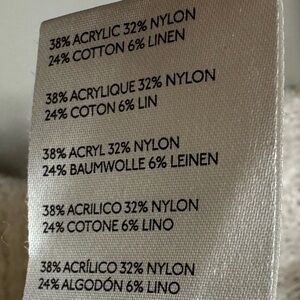 38% ACRYLIC 32% NYLON
24% COTTON 6% LINEN
38% ACRYLIQUE 32% NYLON
24% COTON 6% LIN
38% ACRYL 32% NYLON
24% BAUMWOLLE 6% LEINEN
38% ACRILICO 32% NYLON
24% COTONE 6% LINO
38% ACRÍLICO 32% NYLON
24% ALGODÓN 6% LINO